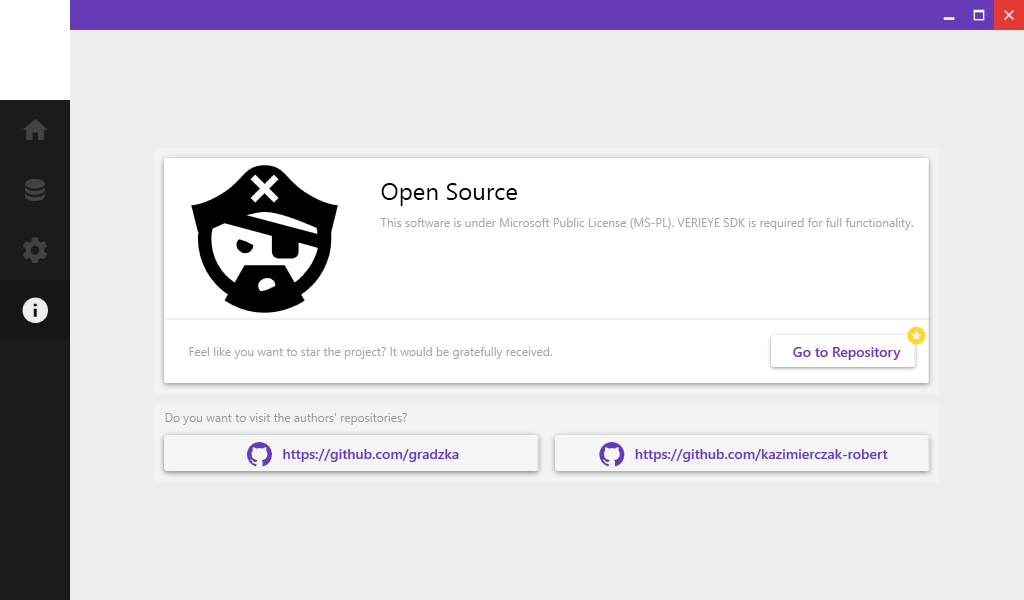 Open Source
This software is under Microsoft Public License (MS-PL). VERIEYE SDK is required for full functionality.
Feel like you want to star the project? It would be gratefully received.
Go to Repository
Do you want to visit the authors' repositories?
https://github.com/gradzka
https://github.com/kazimierczak-robert